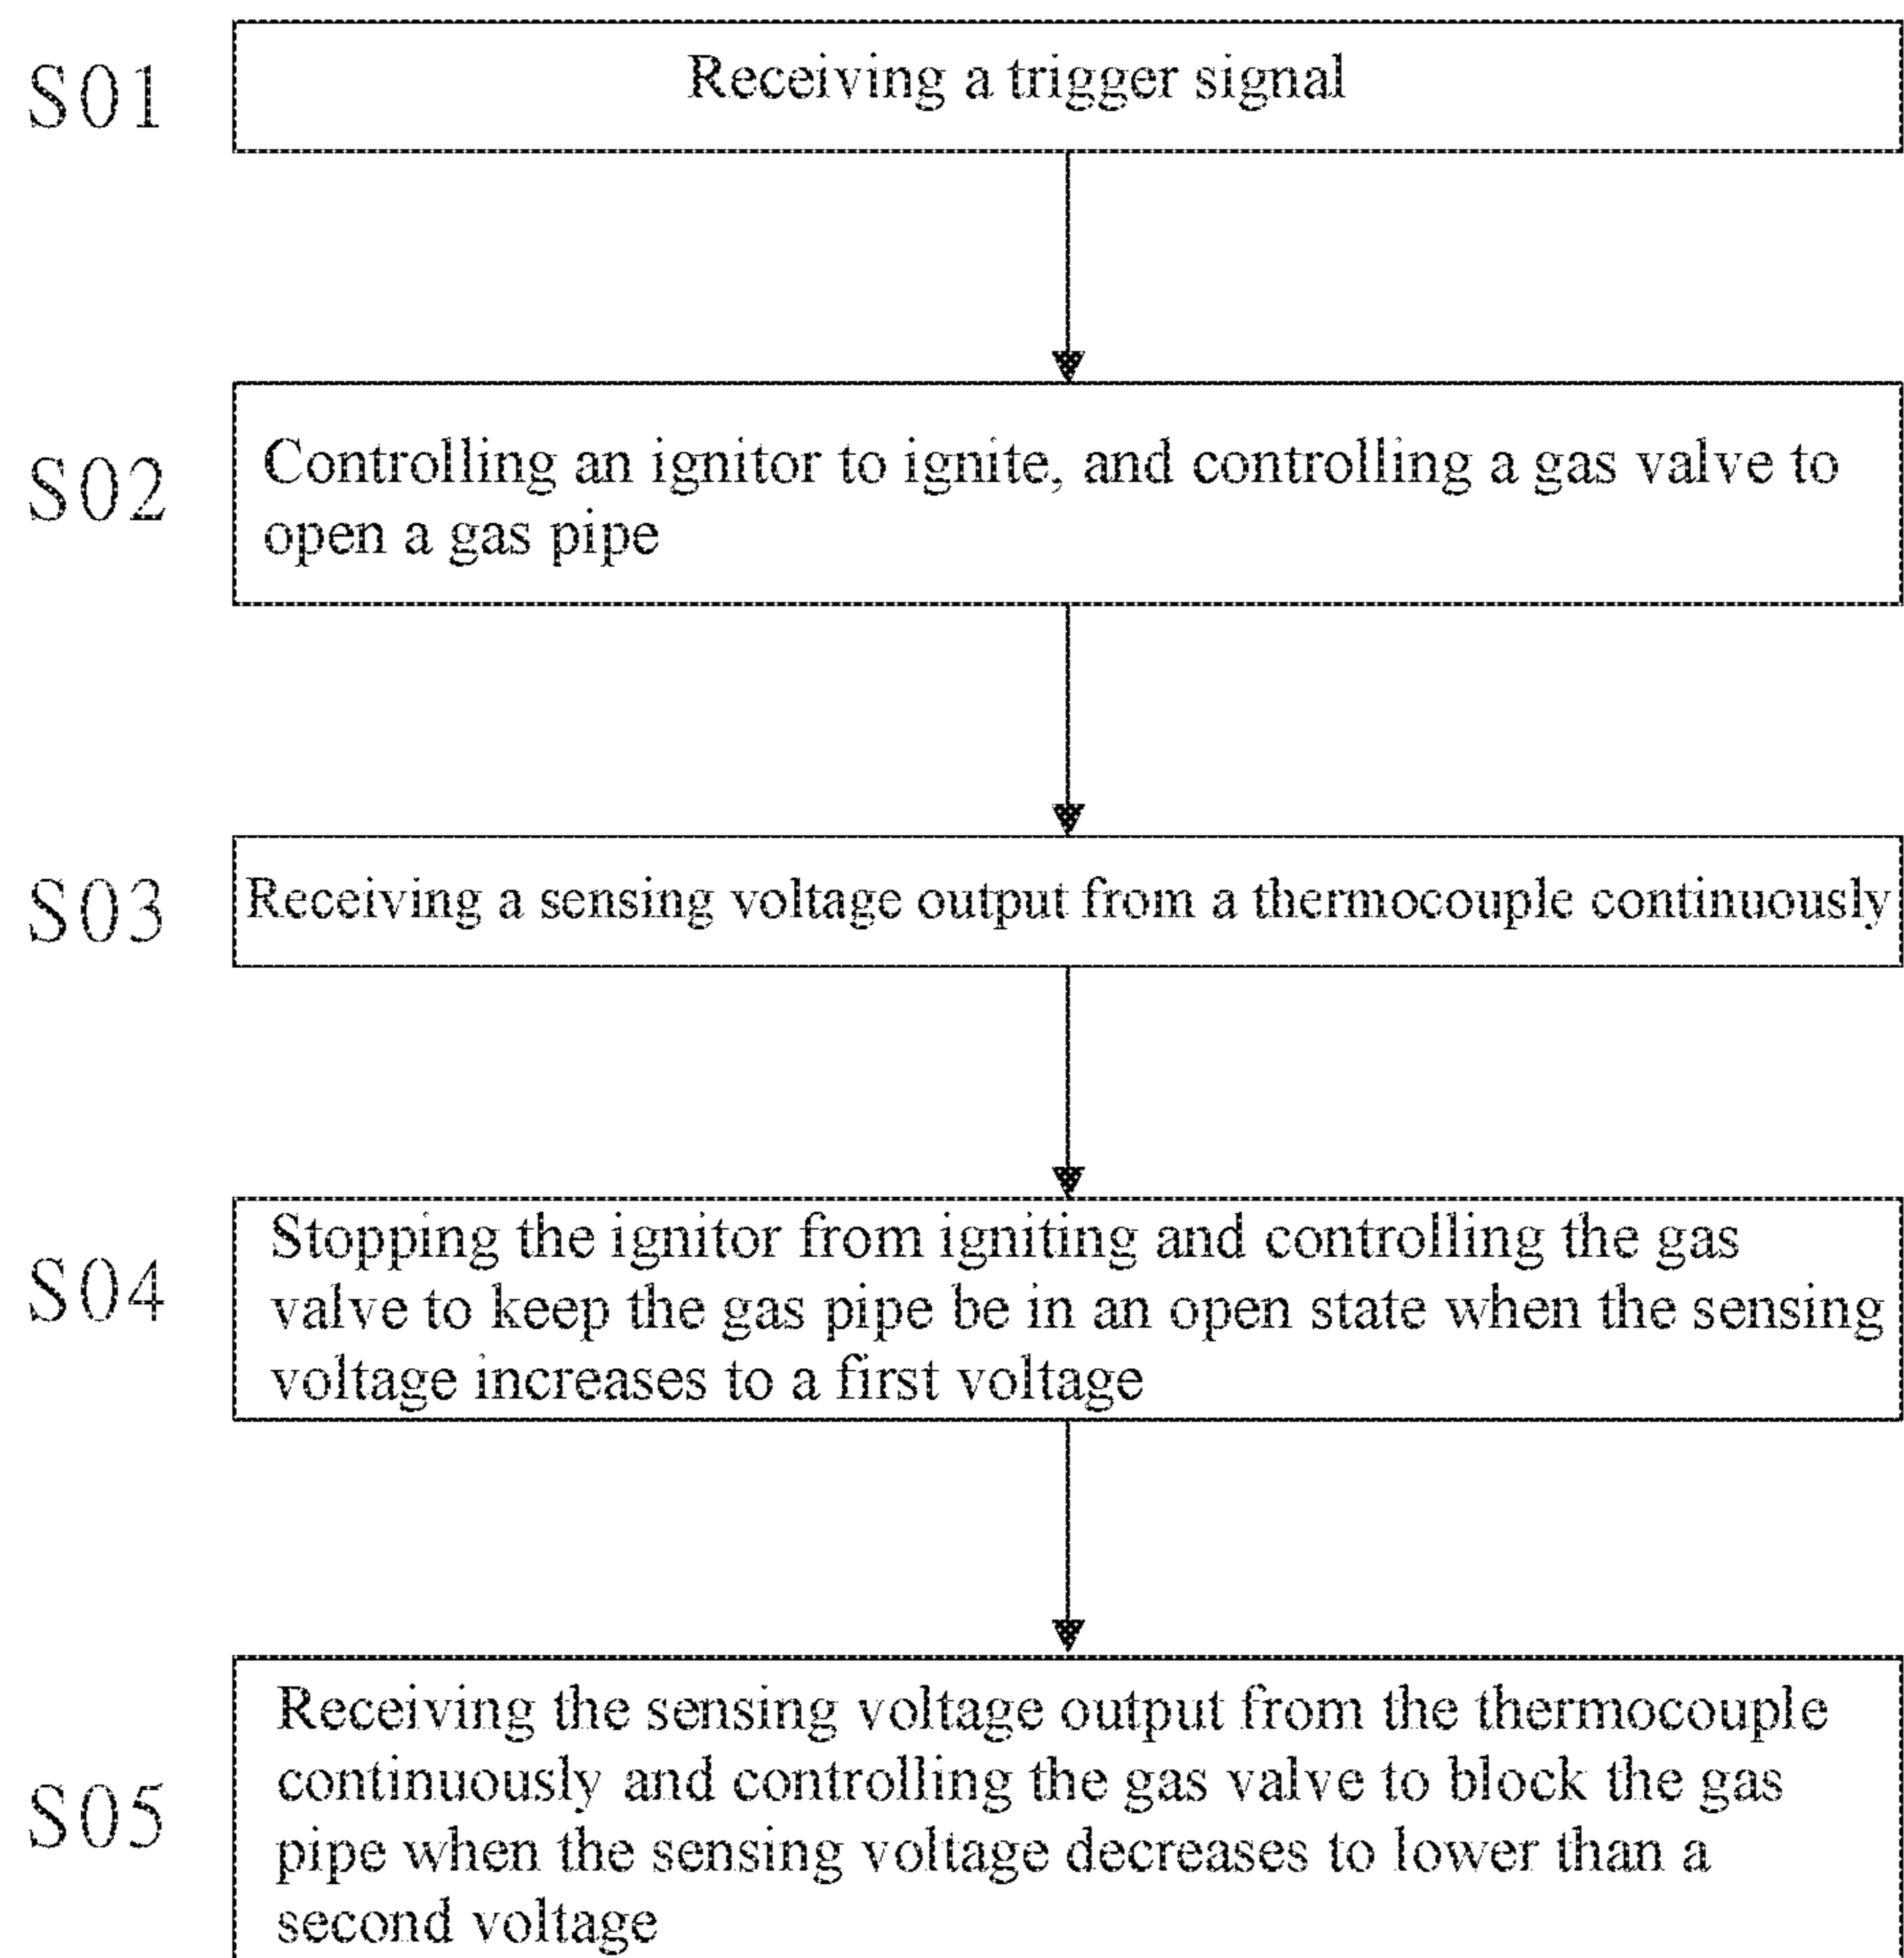 S01
Receiving a trigger signal
S02
Controlling an ignitor to ignite, and controlling a gas valve to
open a gas pipe
S03
Receiving a sensing voltage output from a thermocouple continuously
S04
Stopping the ignitor from igniting and controlling the gas
valve to keep the gas pipe be in an open state when the sensing
voltage increases to a first voltage
S05
Receiving the sensing voltage output from the thermocouple
continuously and controlling the gas valve to block the gas
pipe when the sensing voltage decreases to lower than a
second voltage